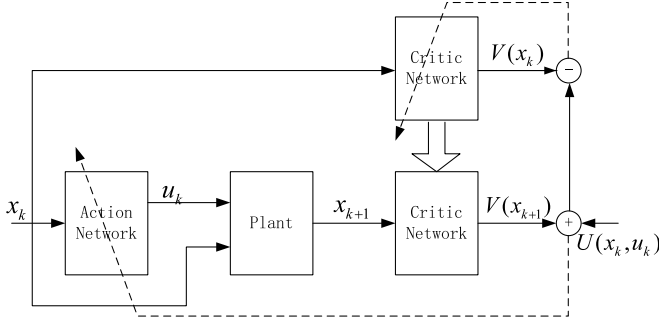 Critic
Network
V(x_k)
−
x_k
Action
Network
u_k
Plant
x_{k+1}
Critic
Network
V(x_{k+1})
+
U(x_k,u_k)